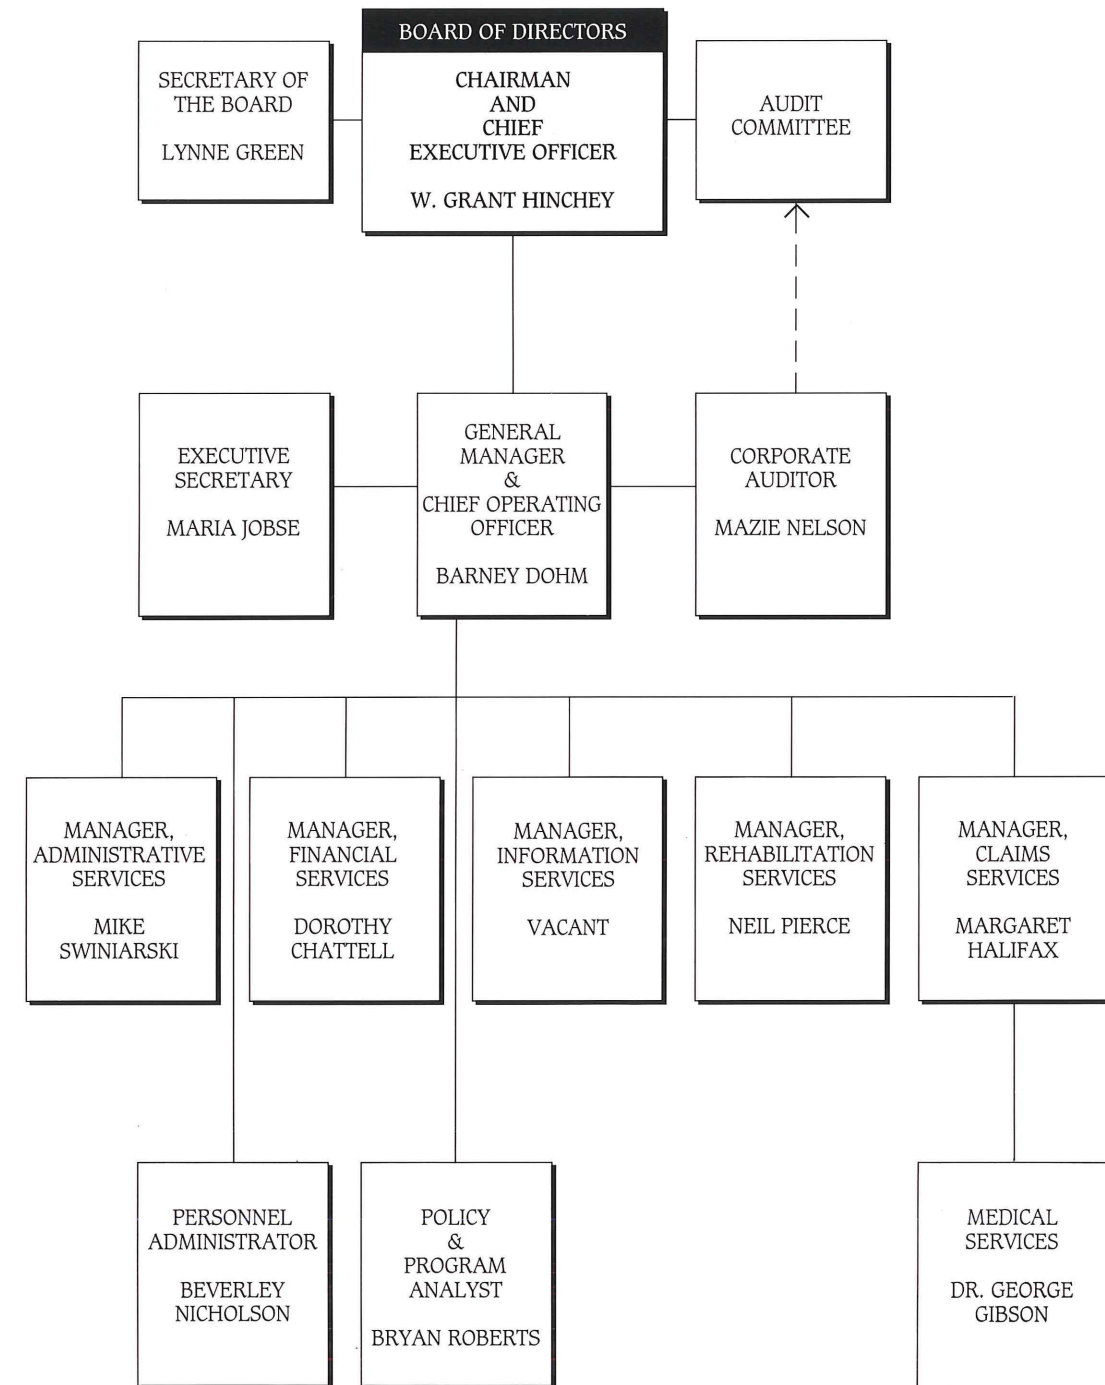 BOARD OF DIRECTORS
SECRETARY OF
THE BOARD
LYNNE GREEN
CHAIRMAN
AND
CHIEF
EXECUTIVE OFFICER
W. GRANT HINCHEY
AUDIT
COMMITTEE
EXECUTIVE
SECRETARY
MARIA JOBSE
GENERAL
MANAGER
&
CHIEF OPERATING
OFFICER
BARNEY DOHM
CORPORATE
AUDITOR
MAZIE NELSON
MANAGER,
ADMINISTRATIVE
SERVICES
MIKE
SWINIARSKI
MANAGER,
FINANCIAL
SERVICES
DOROTHY
CHATTELL
MANAGER,
INFORMATION
SERVICES
VACANT
MANAGER,
REHABILITATION
SERVICES
NEIL PIERCE
MANAGER,
CLAIMS
SERVICES
MARGARET
HALIFAX
PERSONNEL
ADMINISTRATOR
BEVERLEY
NICHOLSON
POLICY
&
PROGRAM
ANALYST
BRYAN ROBERTS
MEDICAL
SERVICES
DR. GEORGE
GIBSON